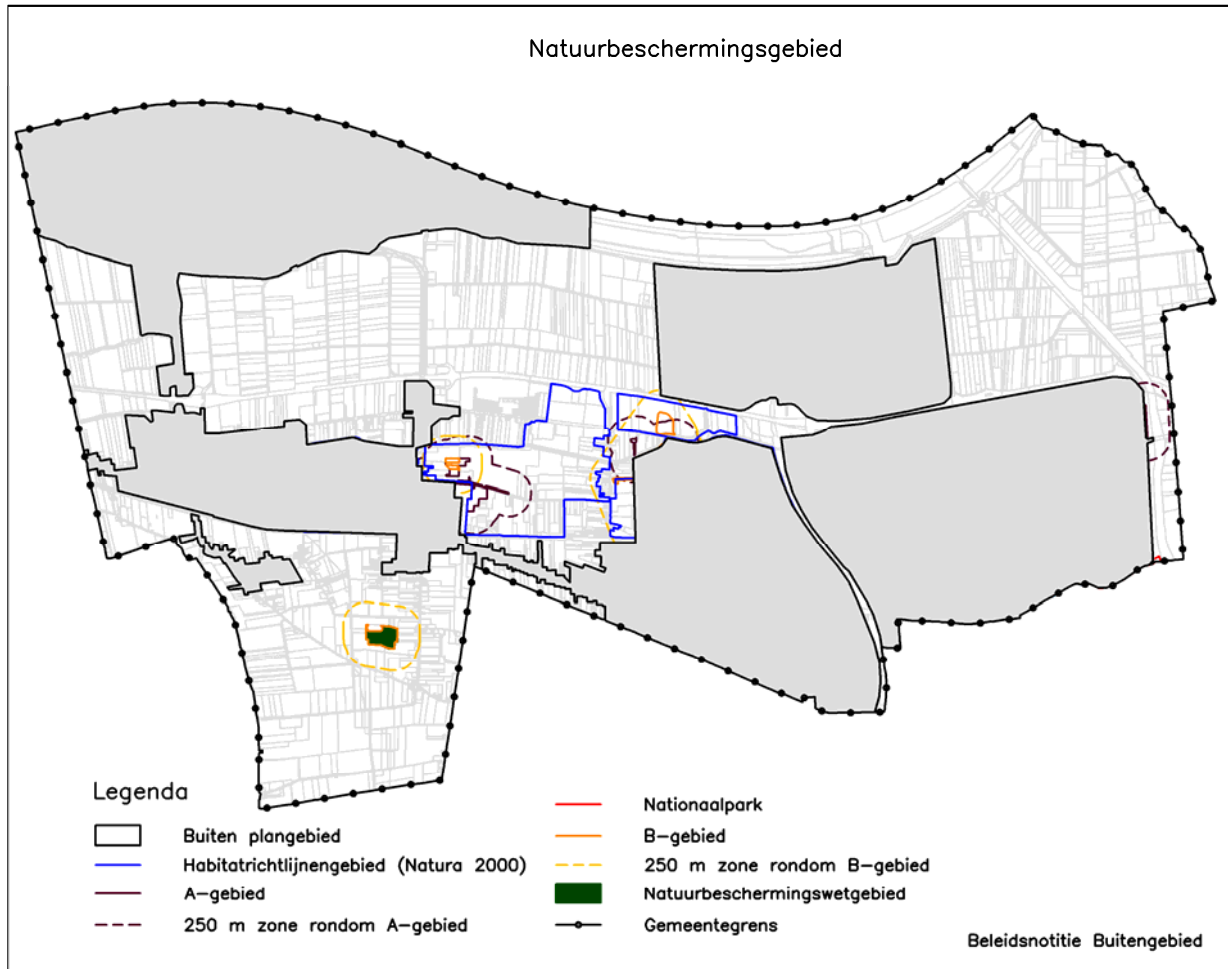 Natuurbeschermingsgebied
Legenda
Buiten plangebied
Habitatrichtlijnengebied (Natura 2000)
A-gebied
250 m zone rondom A-gebied
Nationaalpark
B-gebied
250 m zone rondom B-gebied
Natuurbeschermingswetgebied
Gemeentegrens
Beleidsnotitie Buitengebied